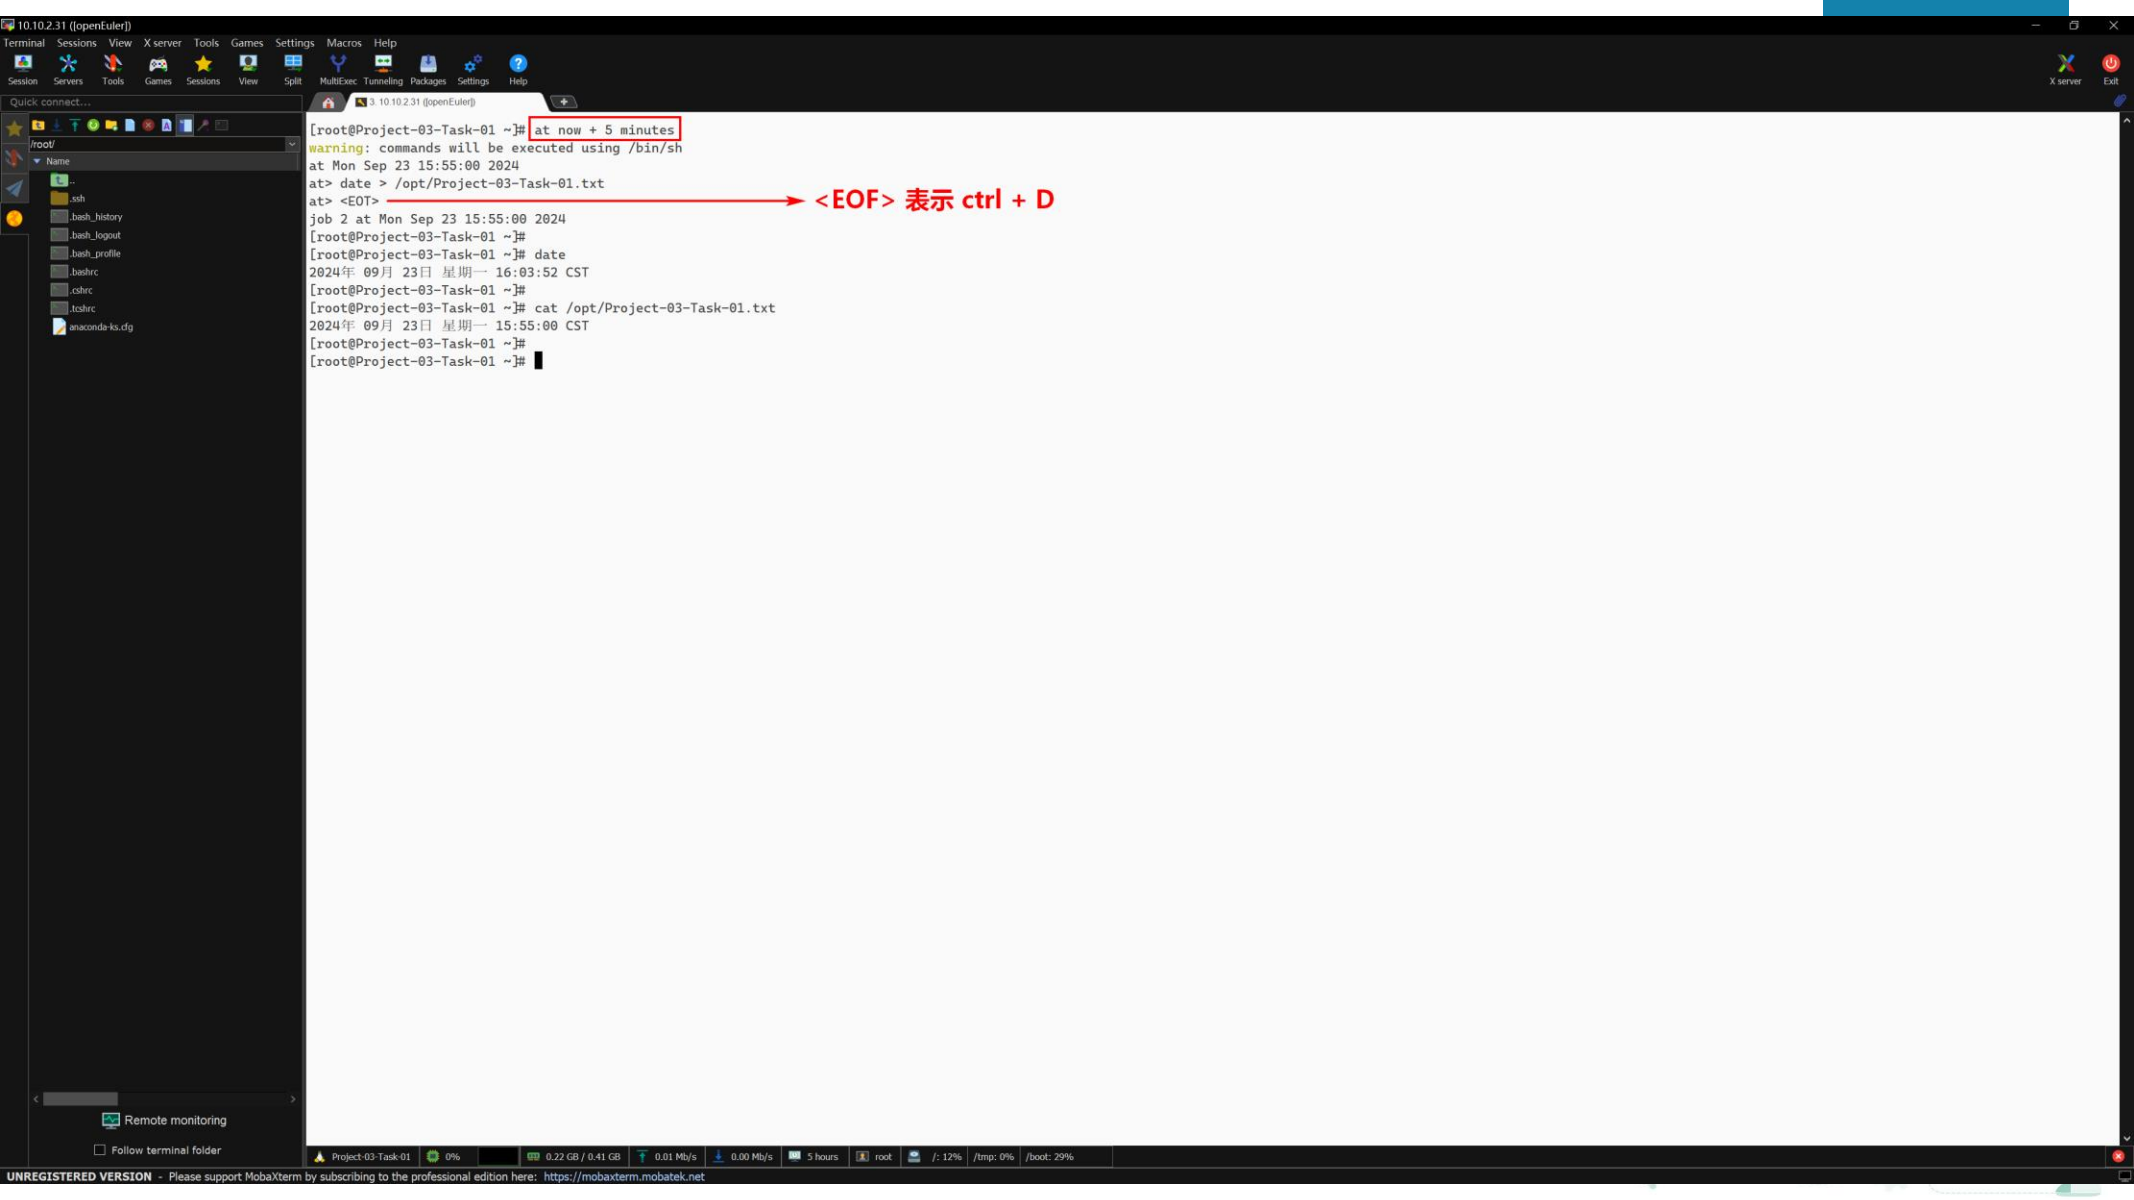 10.10.2.31 ([openEuler])
Terminal Sessions View X server Tools Games Settings Macros Help
Session Servers Tools Games Sessions View Split MultiExec Tunneling Packages Settings Help X server Exit
Quick connect...
3. 10.10.2.31 ([openEuler])
/root/
Name
..
.ssh
.bash_history
.bash_logout
.bash_profile
.bashrc
.cshrc
.tcshrc
anaconda-ks.cfg
[root@Project-03-Task-01 ~]# at now + 5 minutes
warning: commands will be executed using /bin/sh
at Mon Sep 23 15:55:00 2024
at> date > /opt/Project-03-Task-01.txt
at> <EOT>
<EOF> 表示 ctrl + D
job 2 at Mon Sep 23 15:55:00 2024
[root@Project-03-Task-01 ~]#
[root@Project-03-Task-01 ~]# date
2024年 09月 23日 星期一 16:03:52 CST
[root@Project-03-Task-01 ~]#
[root@Project-03-Task-01 ~]# cat /opt/Project-03-Task-01.txt
2024年 09月 23日 星期一 15:55:00 CST
[root@Project-03-Task-01 ~]#
[root@Project-03-Task-01 ~]#
Remote monitoring
Follow terminal folder
Project-03-Task-01 0% 0.22 GB / 0.41 GB 0.01 Mb/s 0.00 Mb/s 5 hours root /: 12% /tmp: 0% /boot: 29%
UNREGISTERED VERSION - Please support MobaXterm by subscribing to the professional edition here: https://mobaxterm.mobatek.net